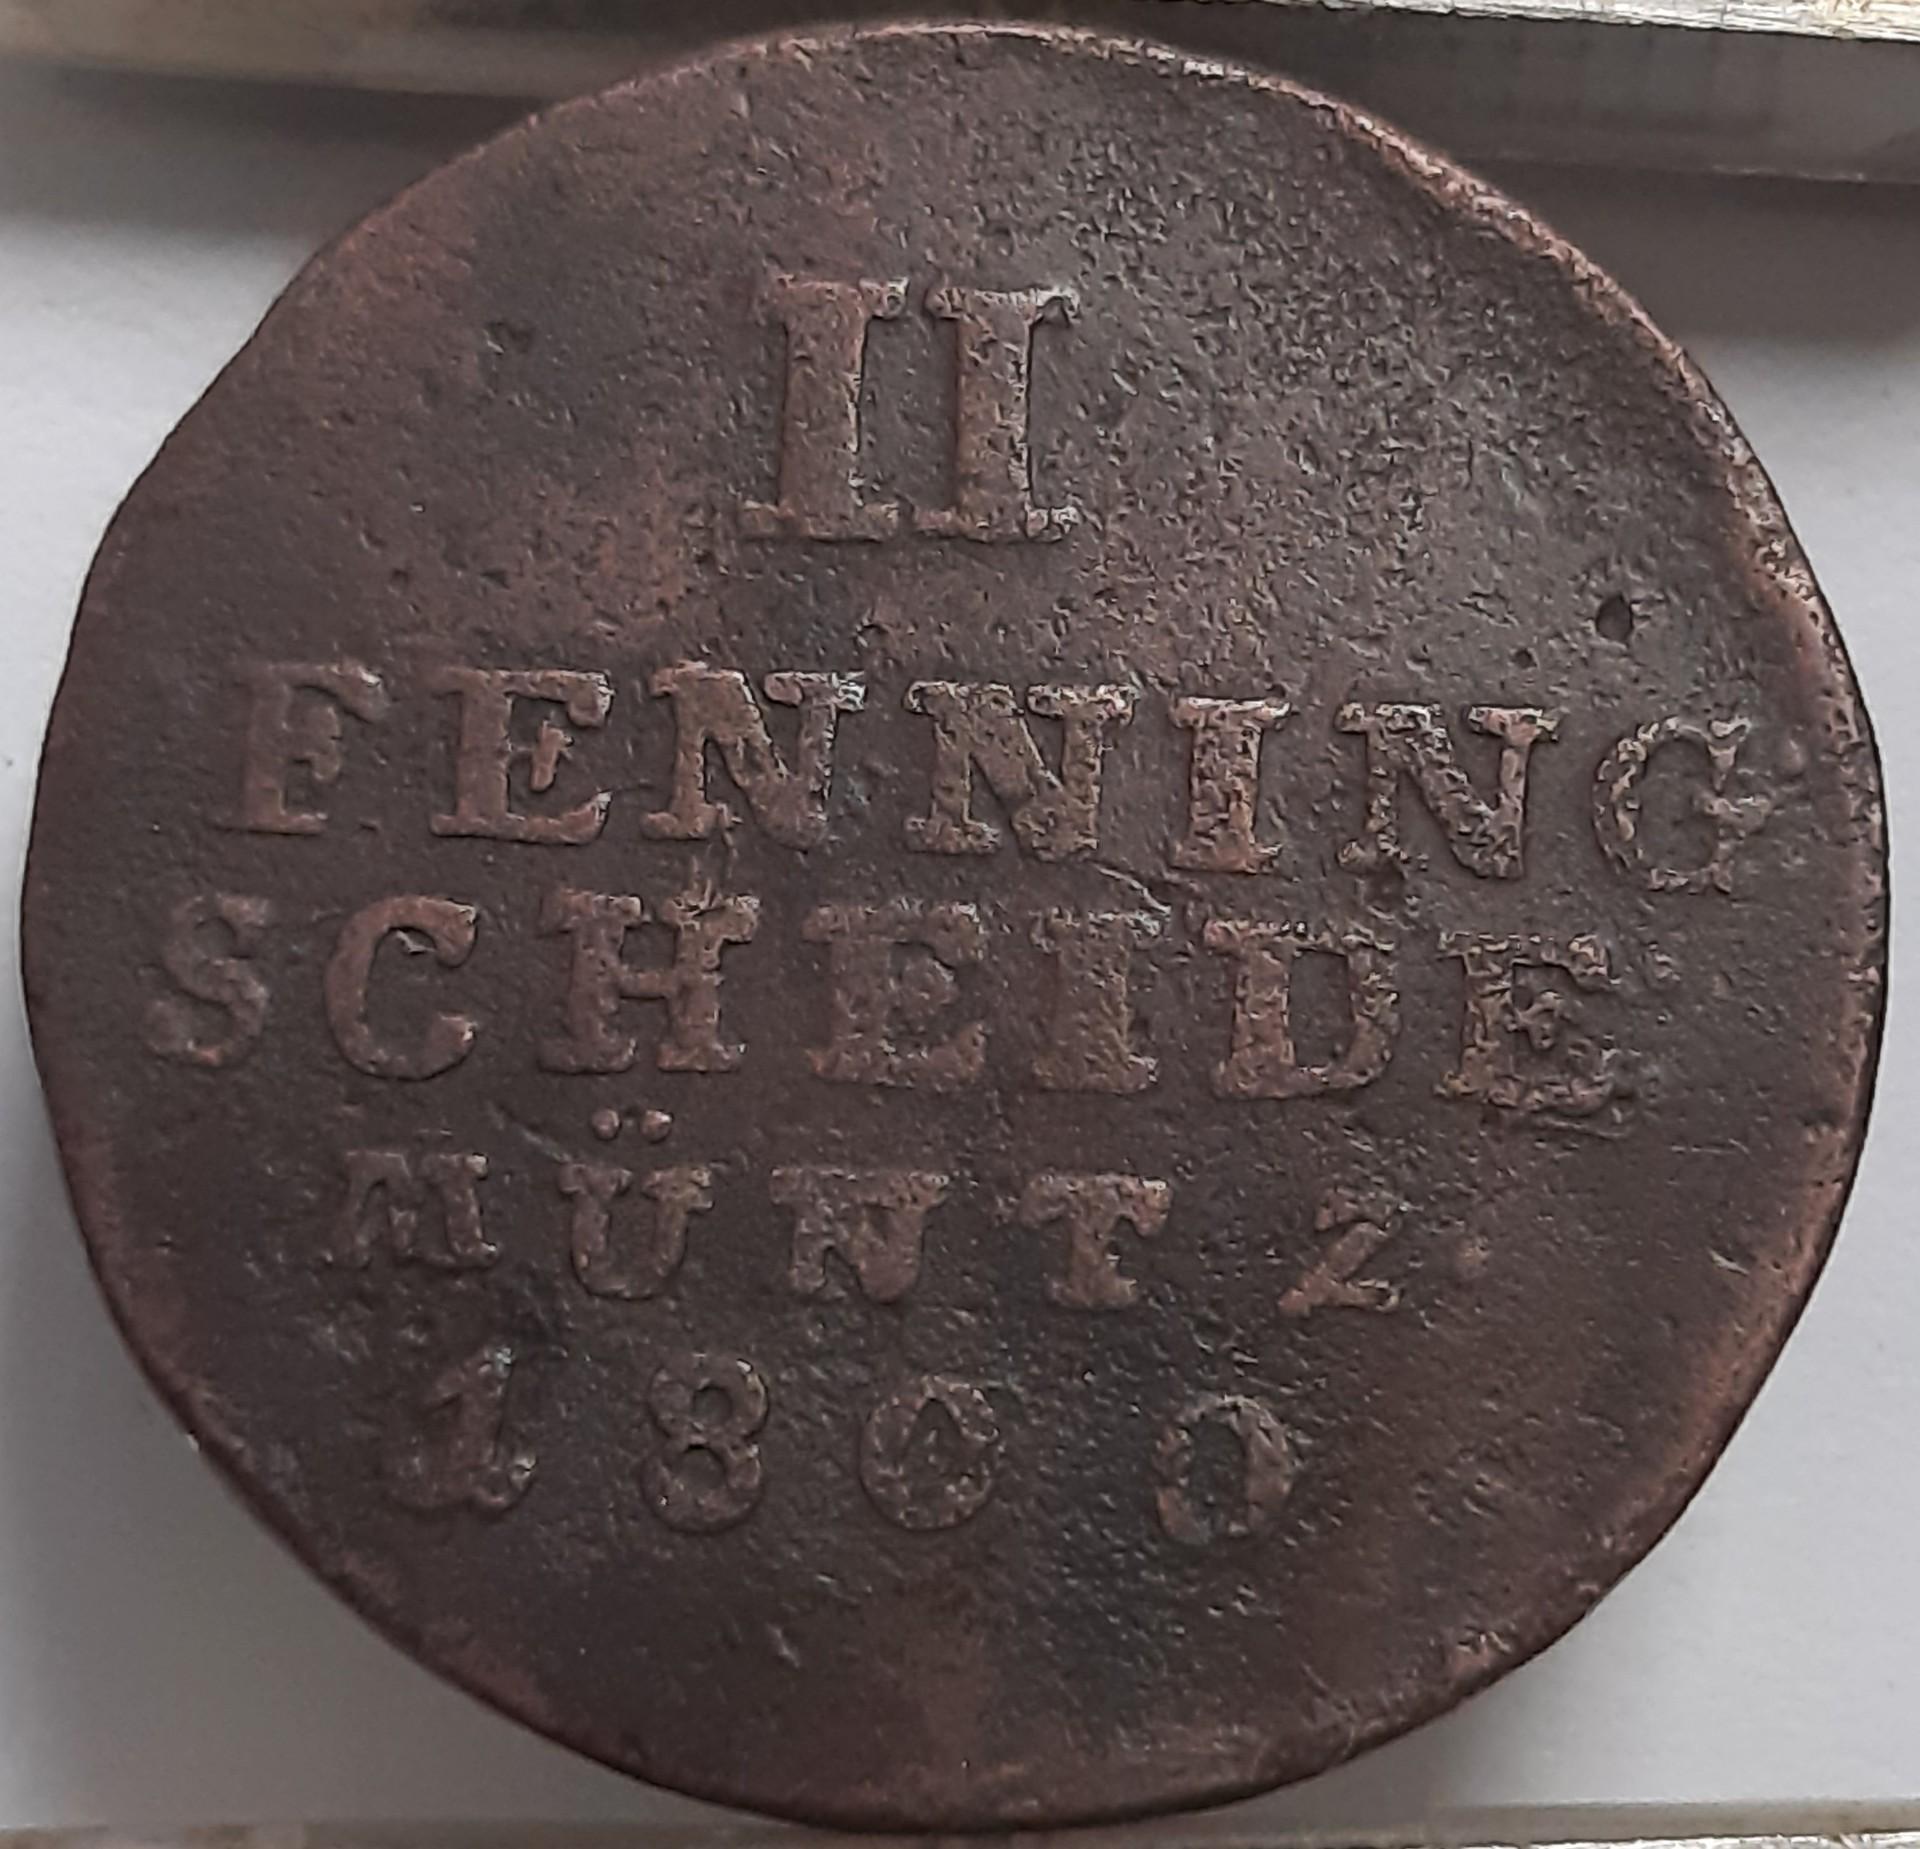 II
FENNING
SCHEIDE
MÜNTZ.
1800